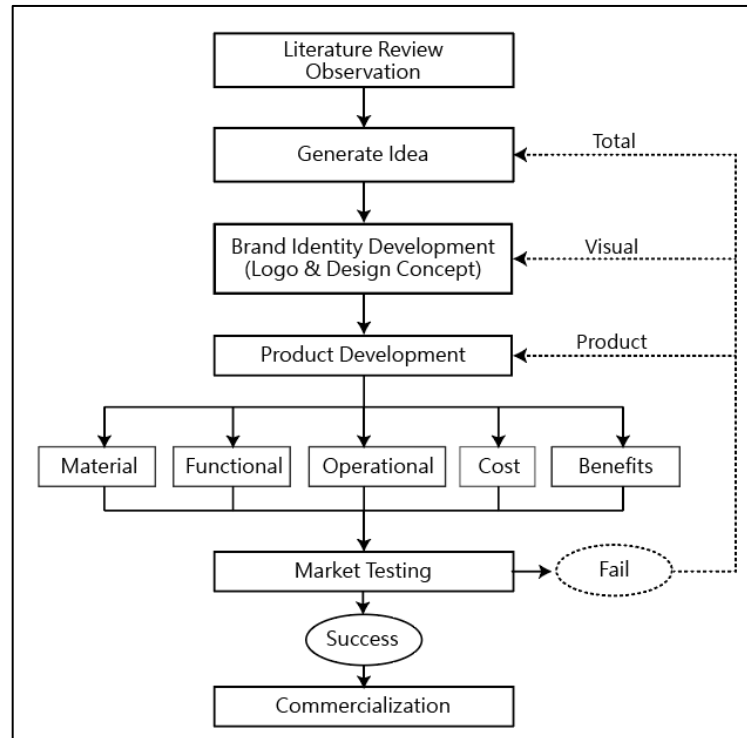 Literature Review
Observation
Generate Idea
Total
Brand Identity Development
(Logo & Design Concept)
Visual
Product Development
Product
Material
Functional
Operational
Cost
Benefits
Market Testing
Fail
Success
Commercialization